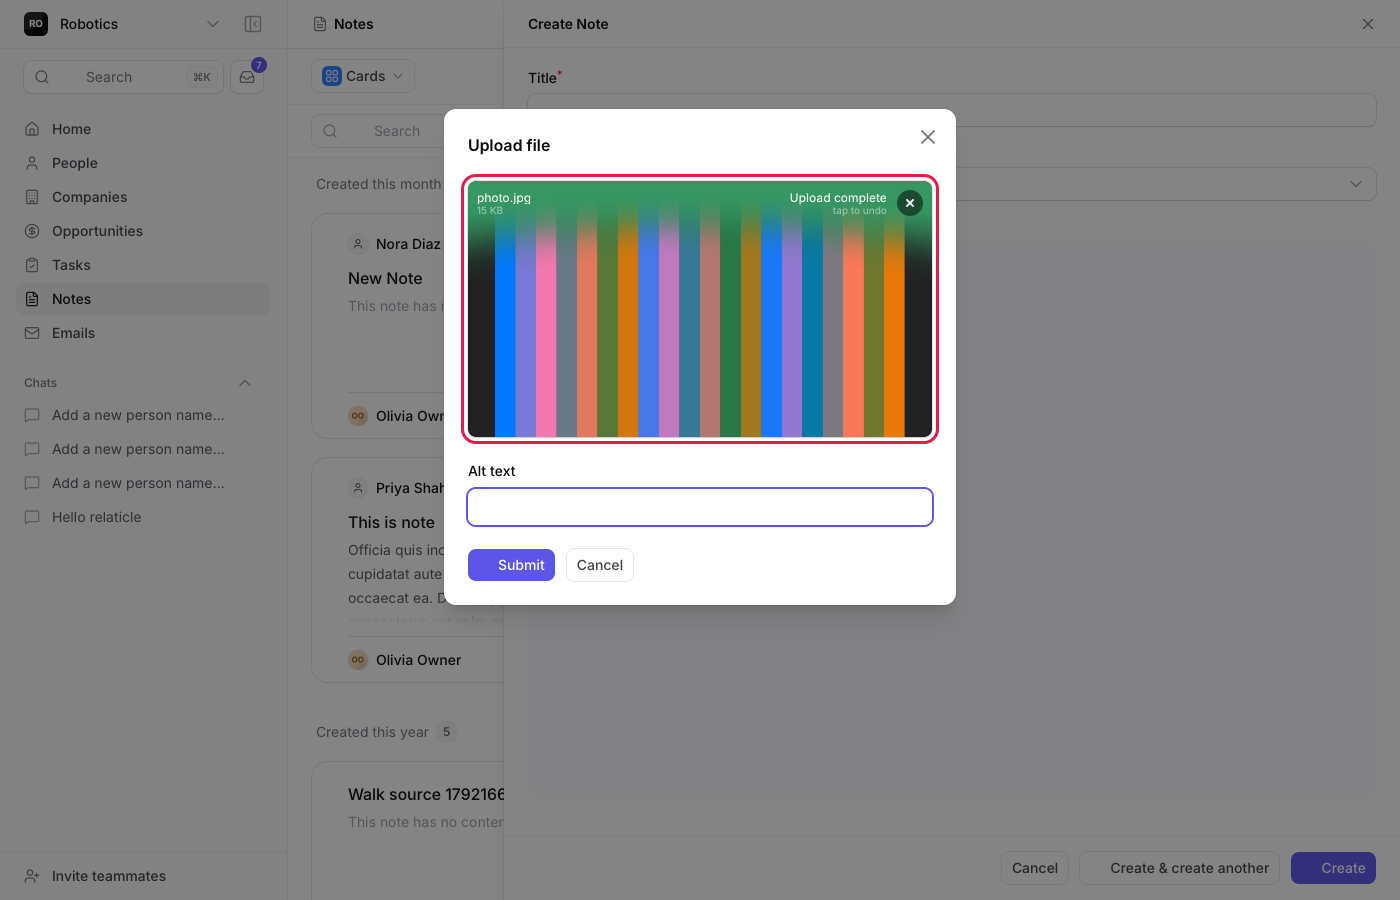 RO Robotics
Search ⌘K 7
Home
People
Companies
Opportunities
Tasks
Notes
Emails
Chats
Add a new person name...
Add a new person name...
Add a new person name...
Hello relaticle
Invite teammates
Notes
Cards
Search
Created this month
Nora Diaz
New Note
This note has
OO Olivia Owner
Priya Shah
This is note
Officia quis
cupidatat aute
occaecat ea.
OO Olivia Owner
Created this year 5
Walk source 1792166
This note has no
Create Note
Title*
Upload file
photo.jpg
15 KB
Upload complete
tap to undo
Alt text
Submit
Cancel
Cancel
Create & create another
Create